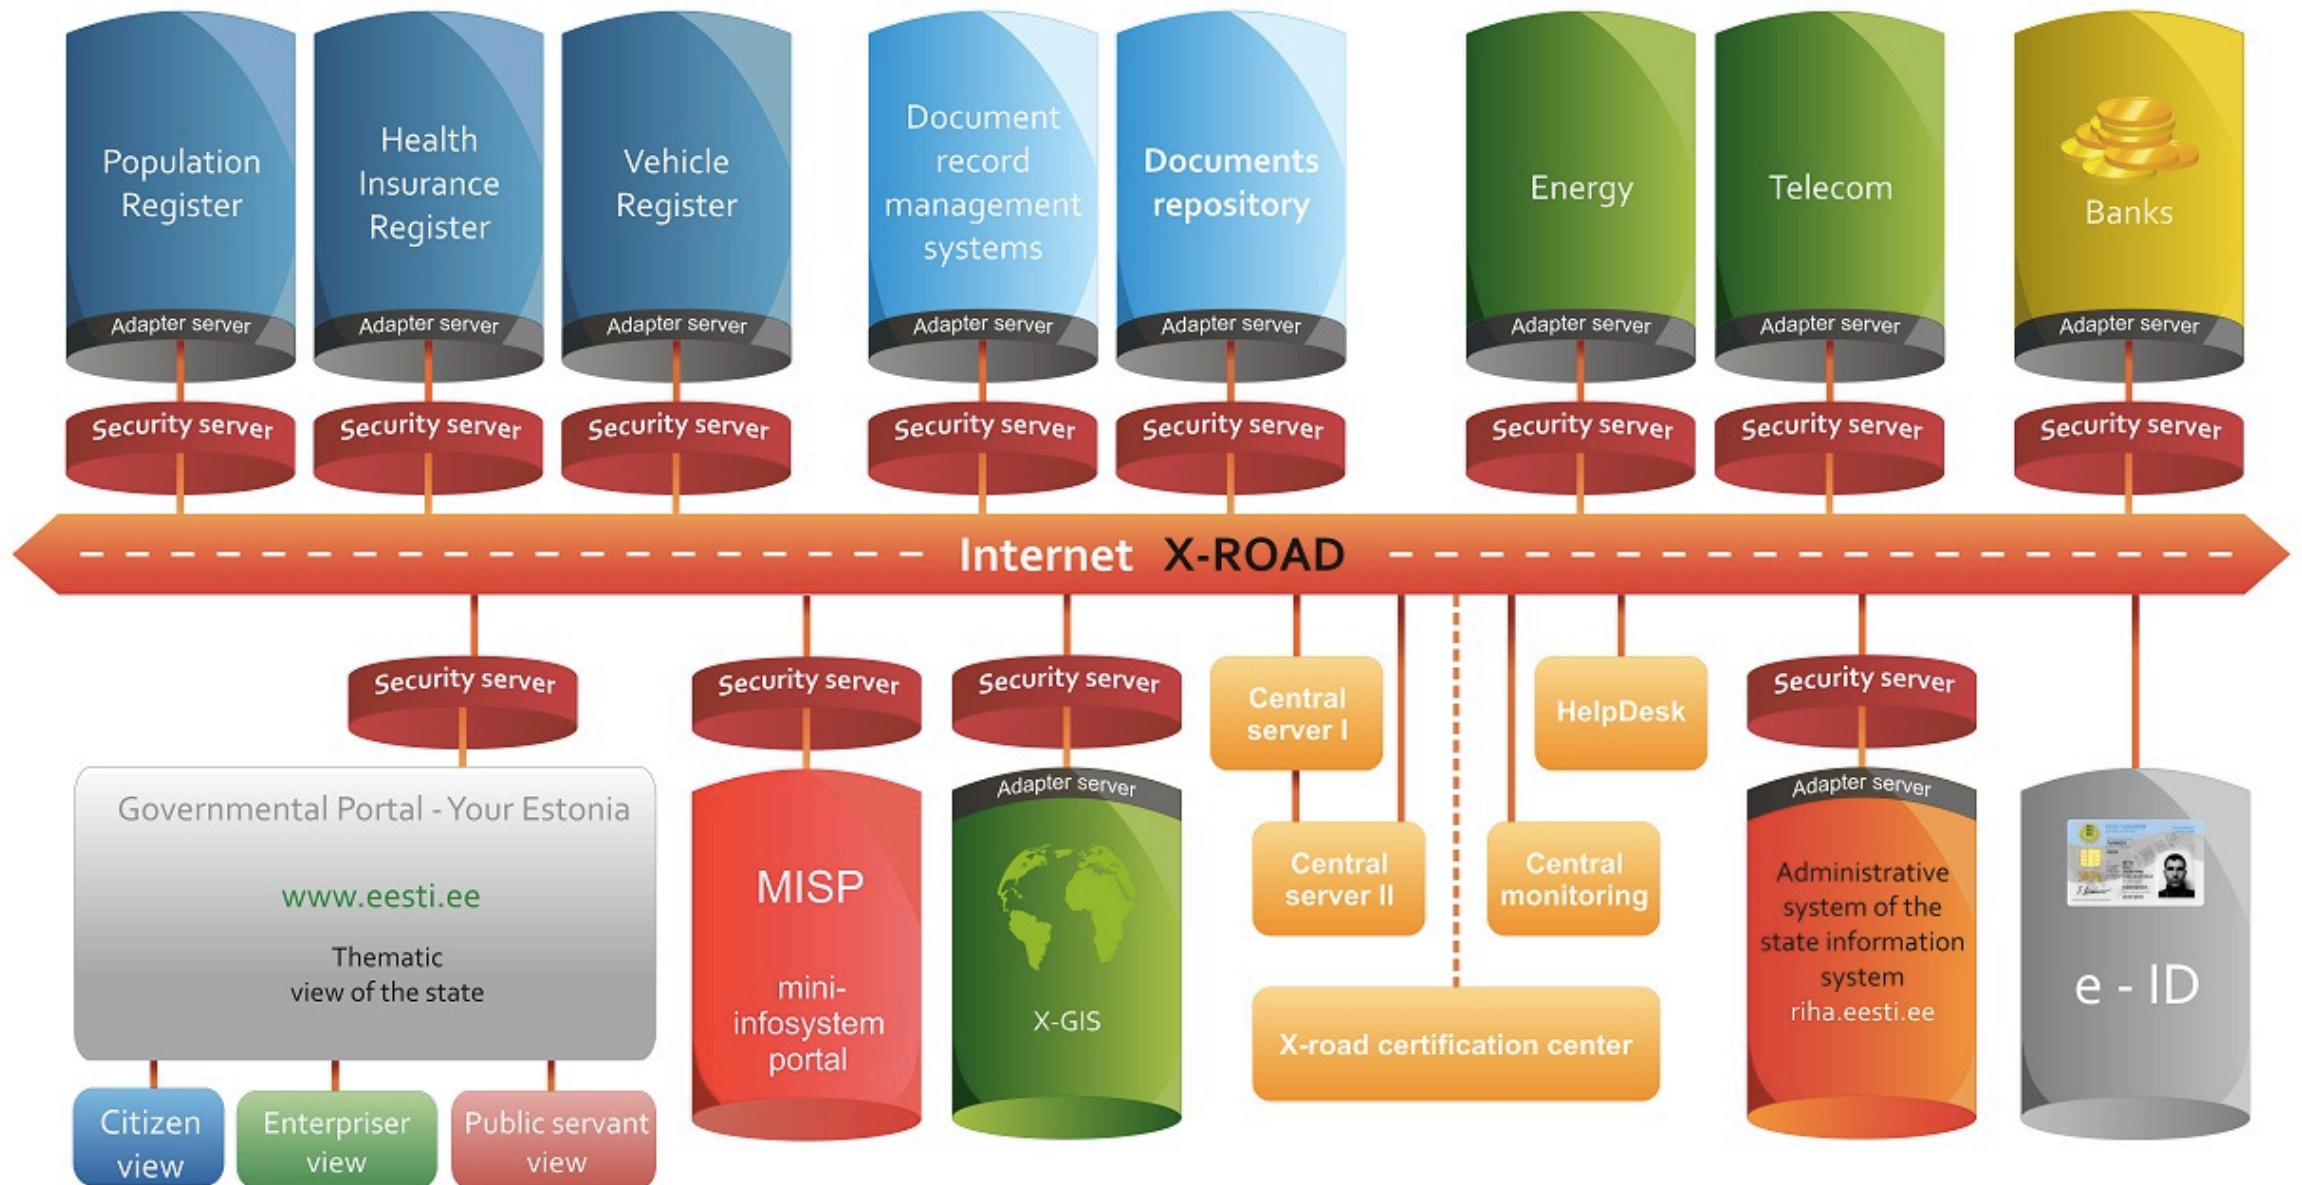 Population
Register
Health
Insurance
Register
Vehicle
Register
Document
record
management
systems
Documents
repository
Energy
Telecom
Banks
Adapter server
Adapter server
Adapter server
Adapter server
Adapter server
Adapter server
Adapter server
Adapter server
Security server
Security server
Security server
Security server
Security server
Security server
Security server
Security server
Internet X-ROAD
Security server
Security server
Security server
Central
server I
HelpDesk
Security server
Governmental Portal - Your Estonia
www.eesti.ee
Thematic
view of the state
Citizen
view
Enterpriser
view
Public servant
view
MISP
mini-
infosystem
portal
Adapter server
X-GIS
Central
server II
Central
monitoring
X-road certification center
Adapter server
Administrative
system of the
state information
system
riha.eesti.ee
e - ID